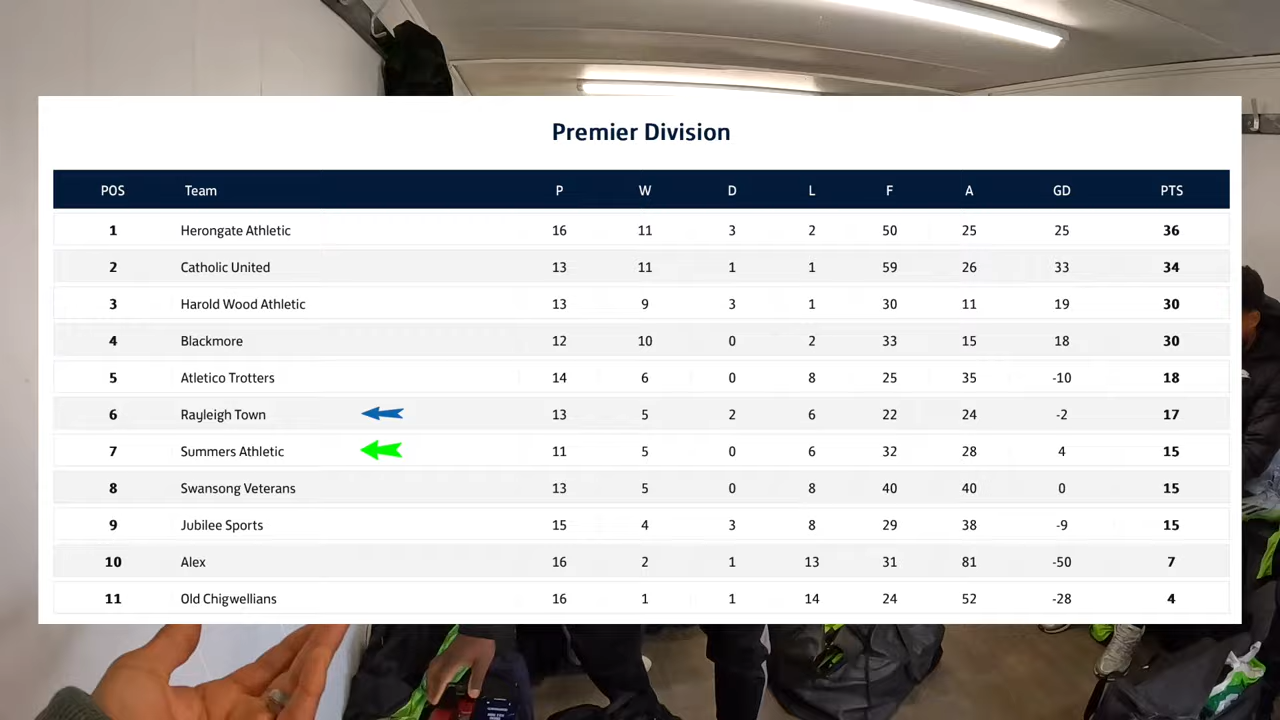 Premier Division
POS Team P W D L F A GD PTS
1 Herongate Athletic 16 11 3 2 50 25 25 36
2 Catholic United 13 11 1 1 59 26 33 34
3 Harold Wood Athletic 13 9 3 1 30 11 19 30
4 Blackmore 12 10 0 2 33 15 18 30
5 Atletico Trotters 14 6 0 8 25 35 -10 18
6 Rayleigh Town 13 5 2 6 22 24 -2 17
7 Summers Athletic 11 5 0 6 32 28 4 15
8 Swansong Veterans 13 5 0 8 40 40 0 15
9 Jubilee Sports 15 4 3 8 29 38 -9 15
10 Alex 16 2 1 13 31 81 -50 7
11 Old Chigwellians 16 1 1 14 24 52 -28 4